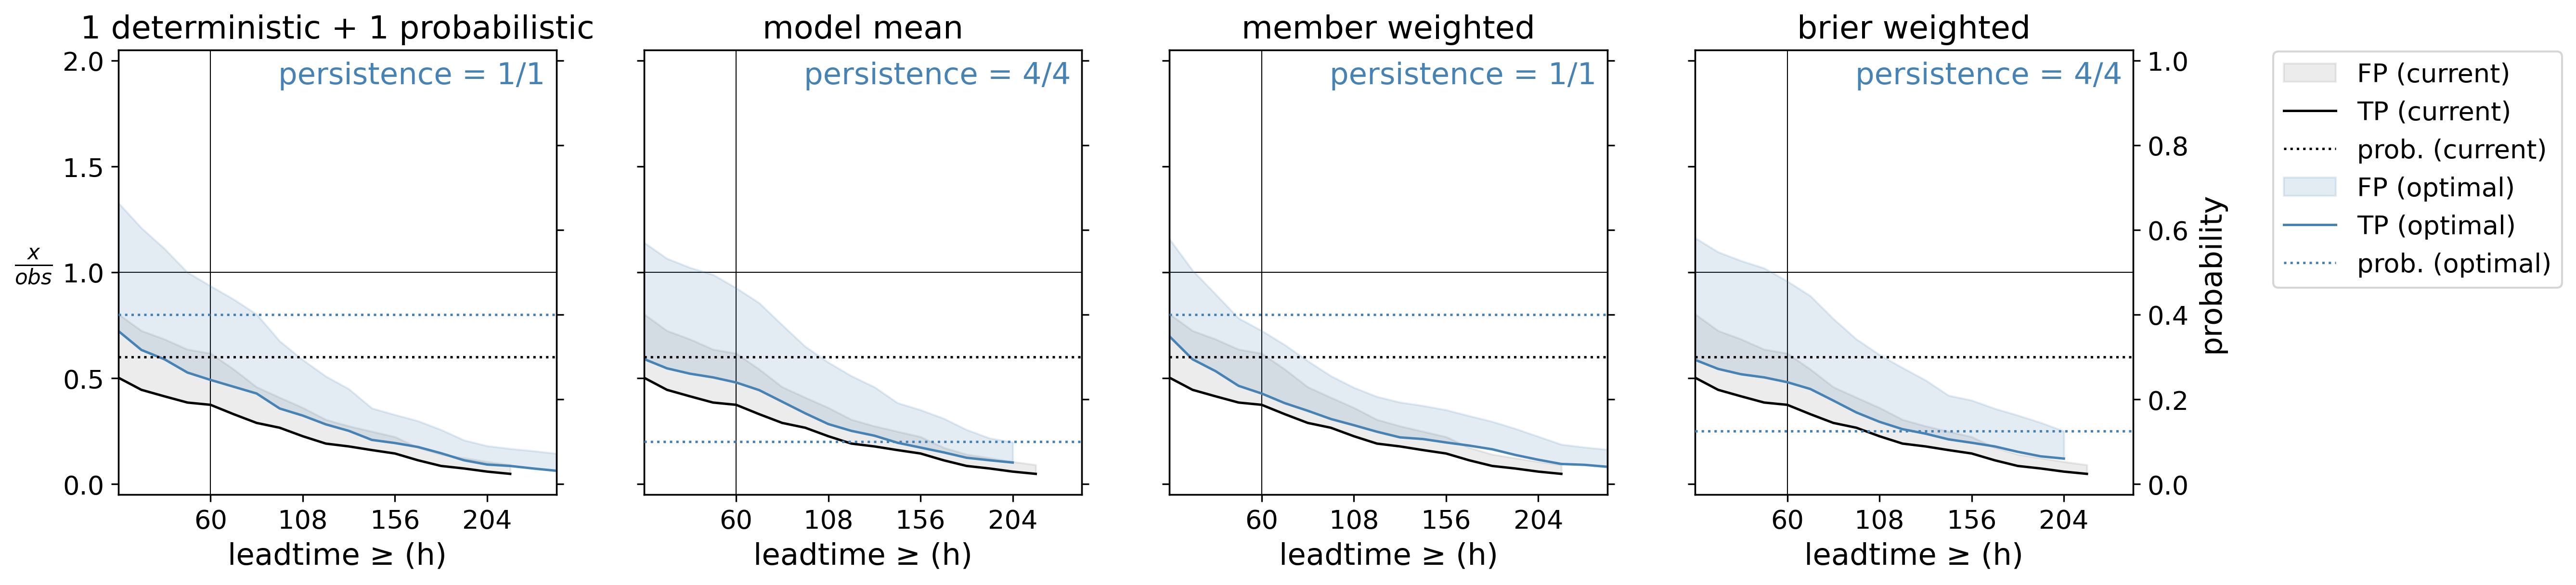 1 deterministic + 1 probabilistic
model mean
member weighted
brier weighted
persistence = 1/1
persistence = 4/4
persistence = 1/1
persistence = 4/4
2.0
1.5
1.0
0.5
0.0
x
obs
60 108 156 204
60 108 156 204
60 108 156 204
60 108 156 204
leadtime ≥ (h)
leadtime ≥ (h)
leadtime ≥ (h)
leadtime ≥ (h)
1.0
0.8
0.6
0.4
0.2
0.0
probability
FP (current)
TP (current)
prob. (current)
FP (optimal)
TP (optimal)
prob. (optimal)